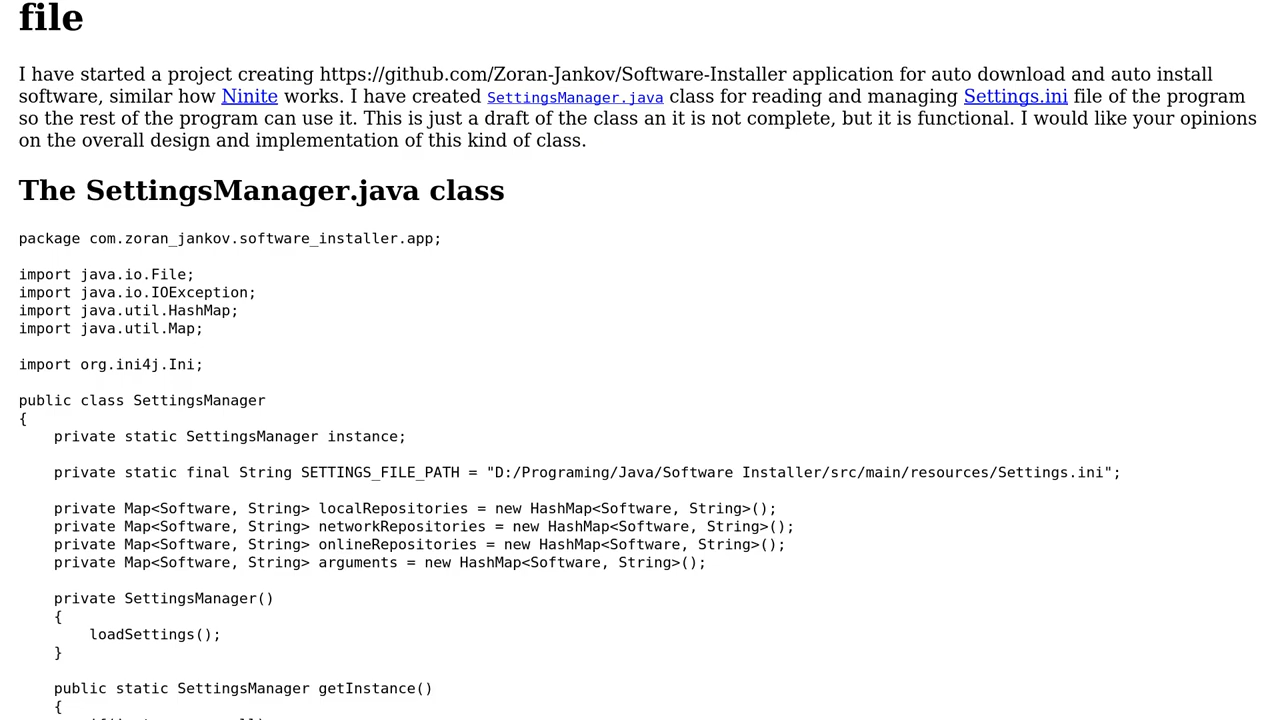 file
I have started a project creating https://github.com/Zoran-Jankov/Software-Installer application for auto download and auto install
software, similar how Ninite works. I have created SettingsManager.java class for reading and managing Settings.ini file of the program
so the rest of the program can use it. This is just a draft of the class an it is not complete, but it is functional. I would like your opinions
on the overall design and implementation of this kind of class.
The SettingsManager.java class
package com.zoran_jankov.software_installer.app;
import java.io.File;
import java.io.IOException;
import java.util.HashMap;
import java.util.Map;
import org.ini4j.Ini;
public class SettingsManager
{
    private static SettingsManager instance;
    private static final String SETTINGS_FILE_PATH = "D:/Programing/Java/Software Installer/src/main/resources/Settings.ini";
    private Map<Software, String> localRepositories = new HashMap<Software, String>();
    private Map<Software, String> networkRepositories = new HashMap<Software, String>();
    private Map<Software, String> onlineRepositories = new HashMap<Software, String>();
    private Map<Software, String> arguments = new HashMap<Software, String>();
    private SettingsManager()
    {
        loadSettings();
    }
    public static SettingsManager getInstance()
    {